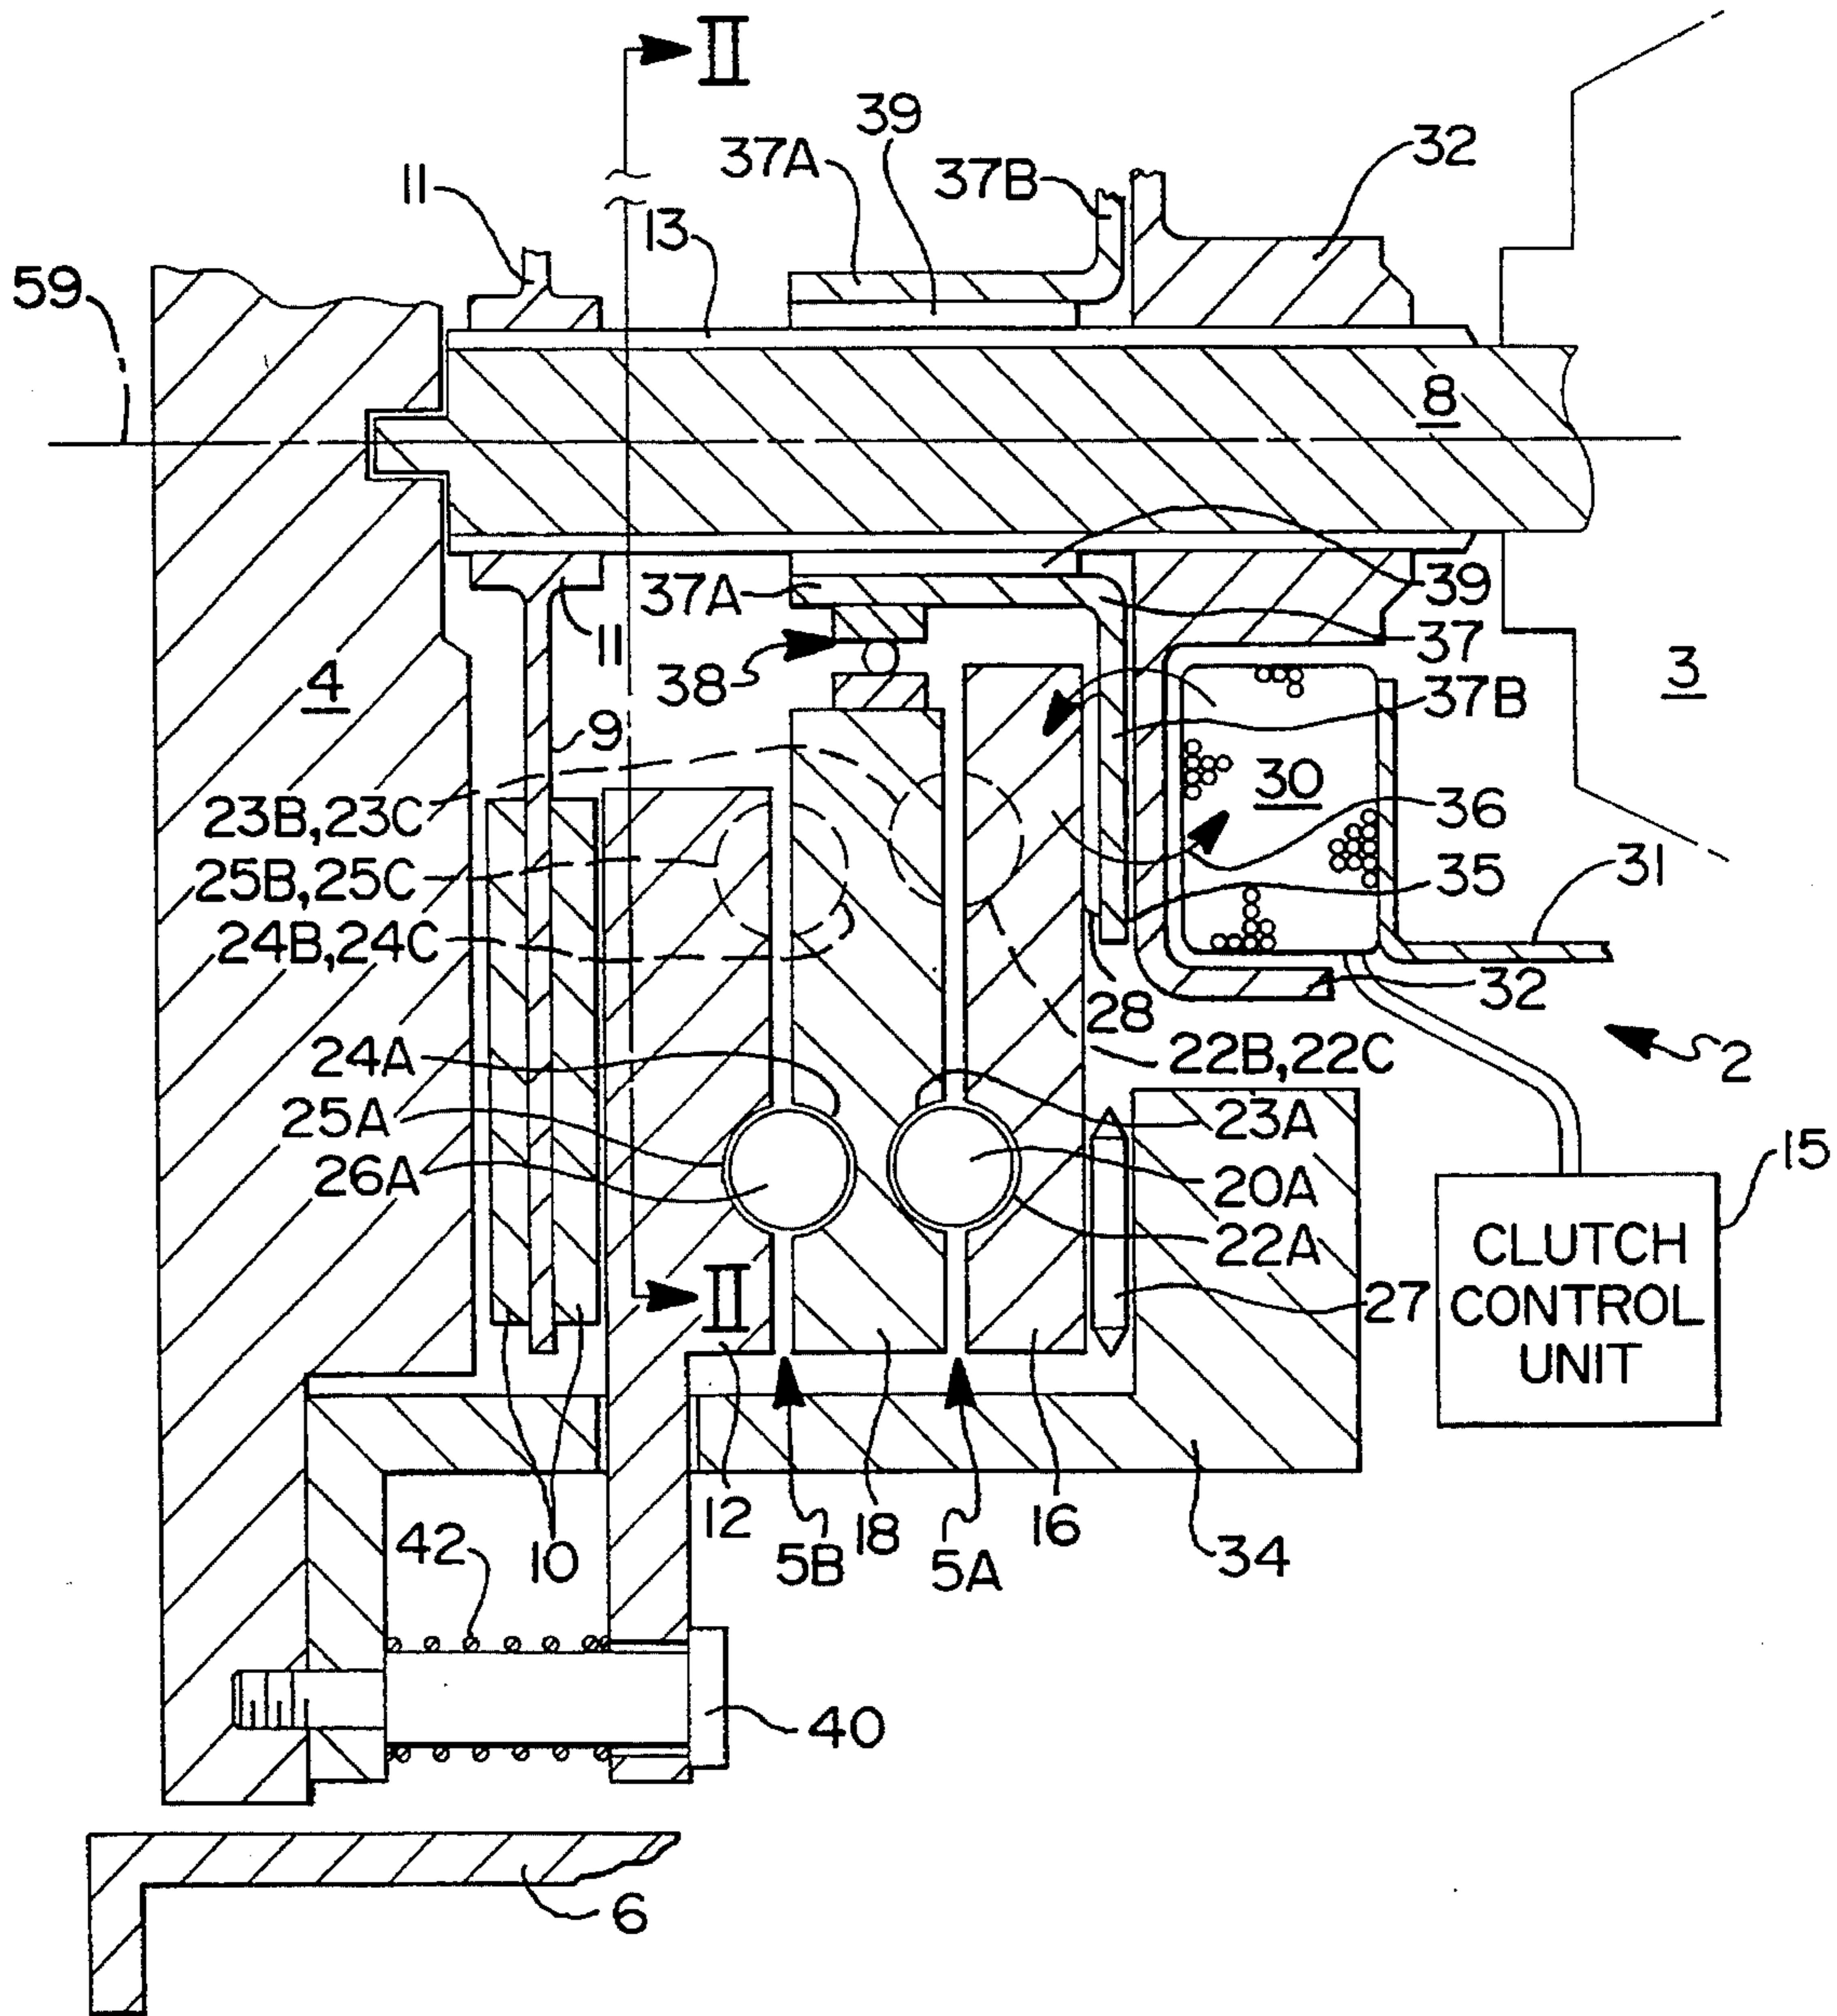 II
39
37A
32
37B
11
13
59
8
39
37A
11
37
38
3
4
37B
9
30
23B, 23C
36
25B, 25C
31
35
24B, 24C
32
28
24A
22B, 22C
2
25A
23A
15
26A
20A
22A
CLUTCH
CONTROL
UNIT
II
27
12
18
16
42
10
5B
5A
34
40
6